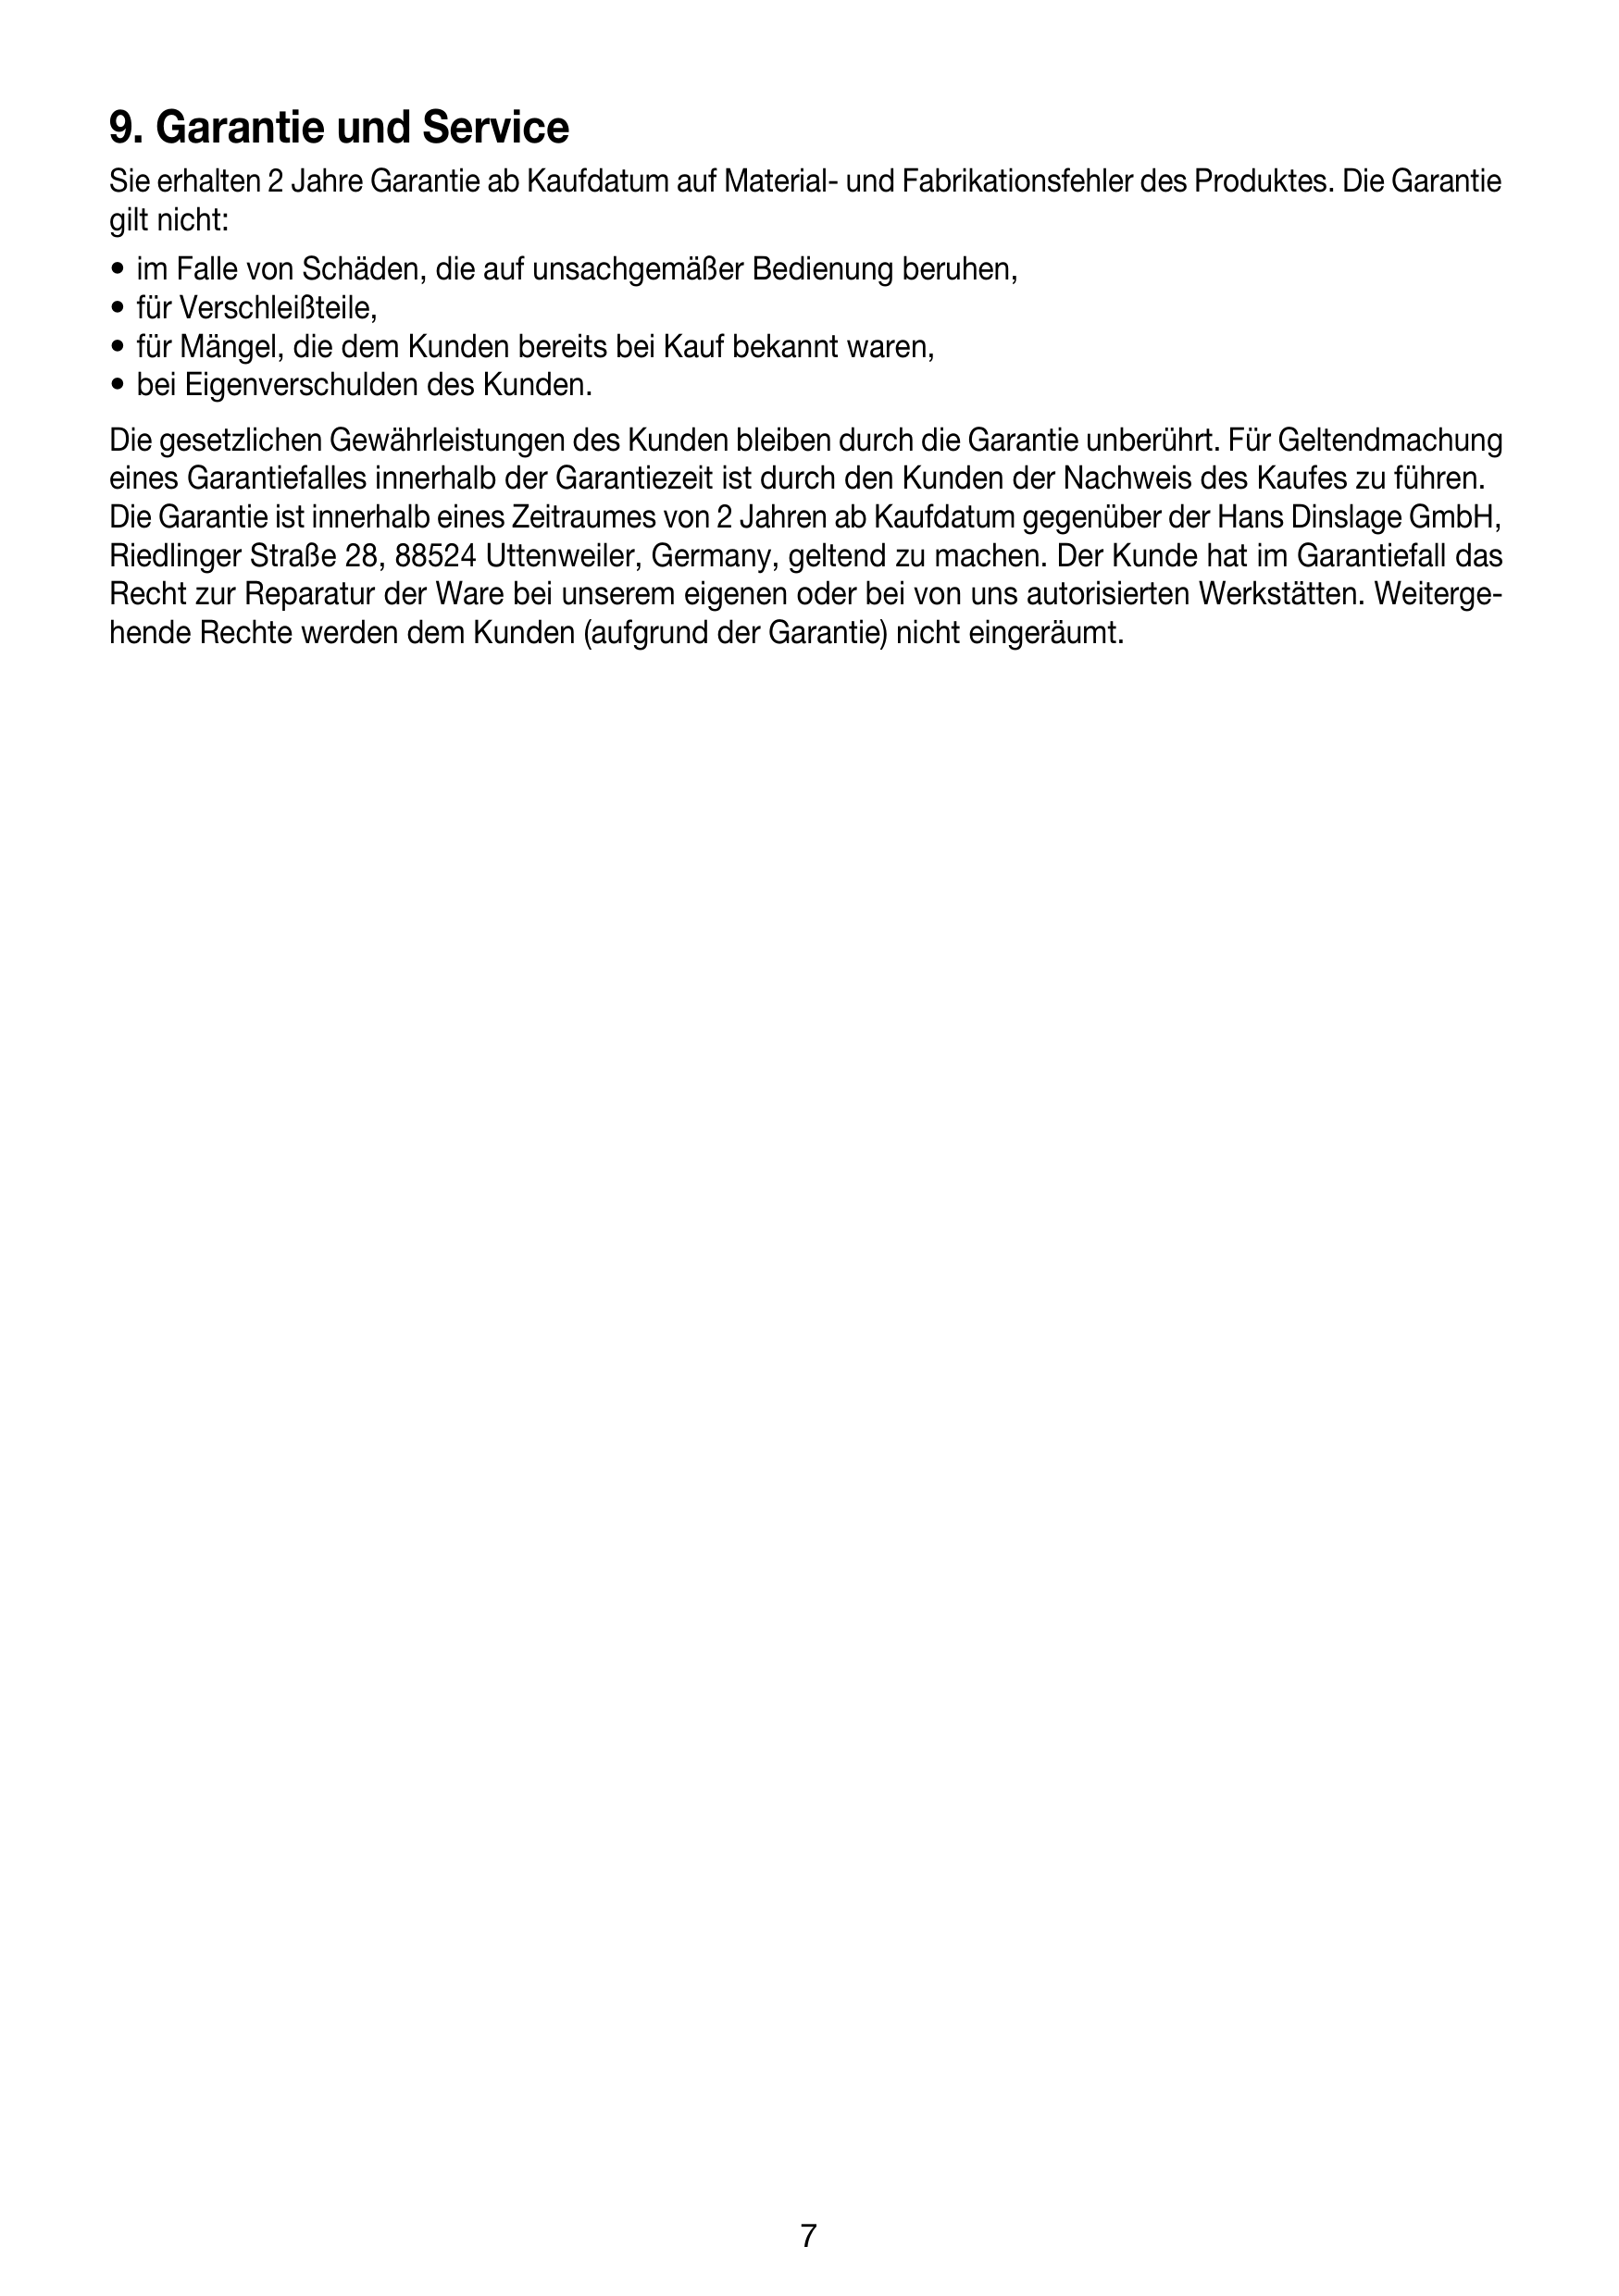 9. Garantie und Service
Sie erhalten 2 Jahre Garantie ab Kaufdatum auf Material- und Fabrikationsfehler des Produktes. Die Garantie
gilt nicht:
• im Falle von Schäden, die auf unsachgemäßer Bedienung beruhen,
• für Verschleißteile,
• für Mängel, die dem Kunden bereits bei Kauf bekannt waren,
• bei Eigenverschulden des Kunden.
Die gesetzlichen Gewährleistungen des Kunden bleiben durch die Garantie unberührt. Für Geltendmachung
eines Garantiefalles innerhalb der Garantiezeit ist durch den Kunden der Nachweis des Kaufes zu führen.
Die Garantie ist innerhalb eines Zeitraumes von 2 Jahren ab Kaufdatum gegenüber der Hans Dinslage GmbH,
Riedlinger Straße 28, 88524 Uttenweiler, Germany, geltend zu machen. Der Kunde hat im Garantiefall das
Recht zur Reparatur der Ware bei unserem eigenen oder bei von uns autorisierten Werkstätten. Weiterge-
hende Rechte werden dem Kunden (aufgrund der Garantie) nicht eingeräumt.
7